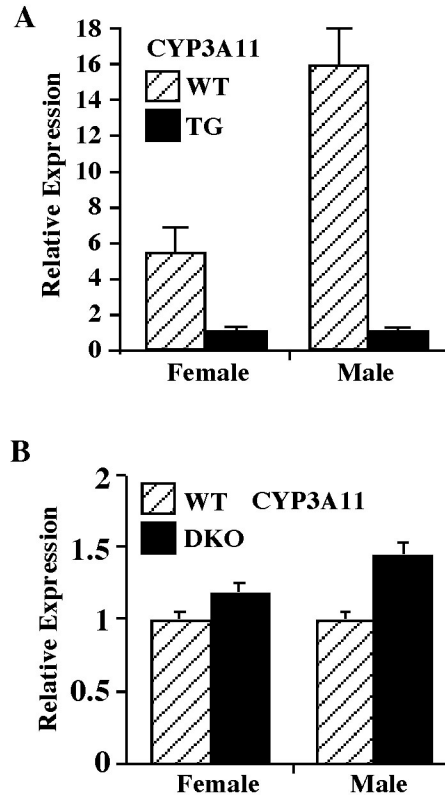 A
CYP3A11
WT
TG
Relative Expression
18
16
14
12
10
8
6
4
2
0
Female Male
B
WT CYP3A11
DKO
Relative Expression
2
1.5
1
0.5
0
Female Male